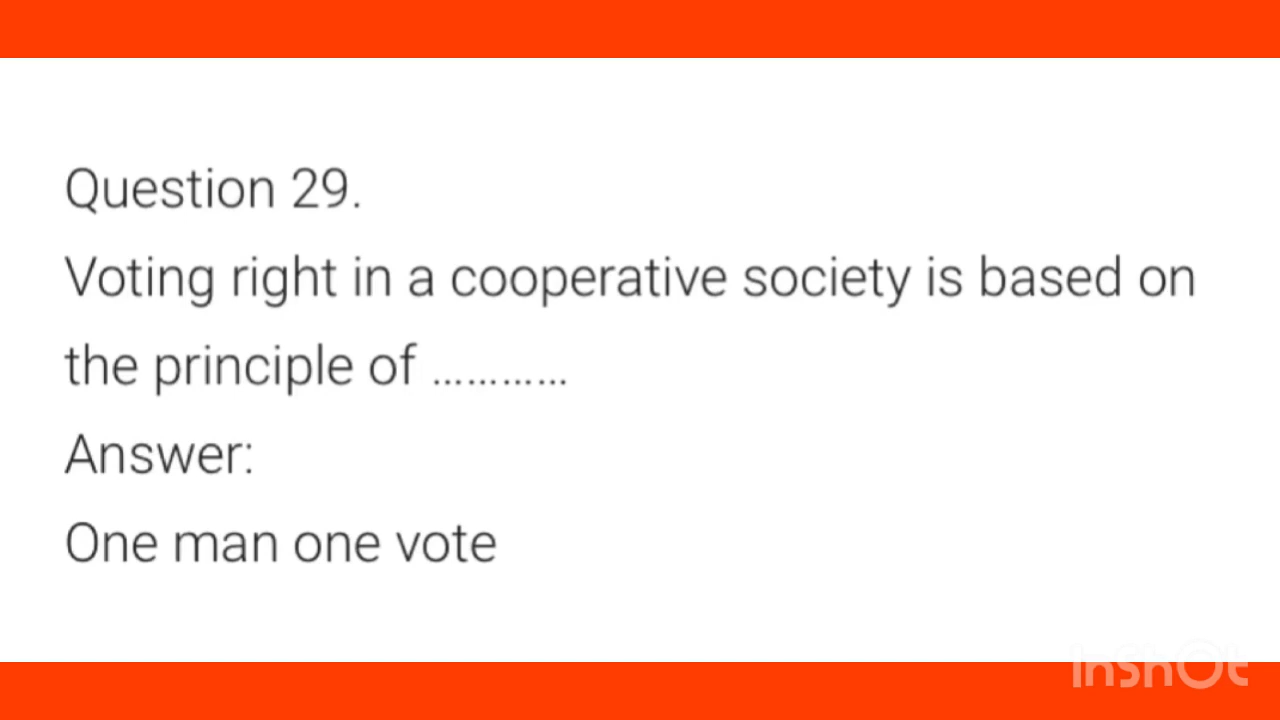 Question 29.
Voting right in a cooperative society is based on
the principle of …………
Answer:
One man one vote
InShOt